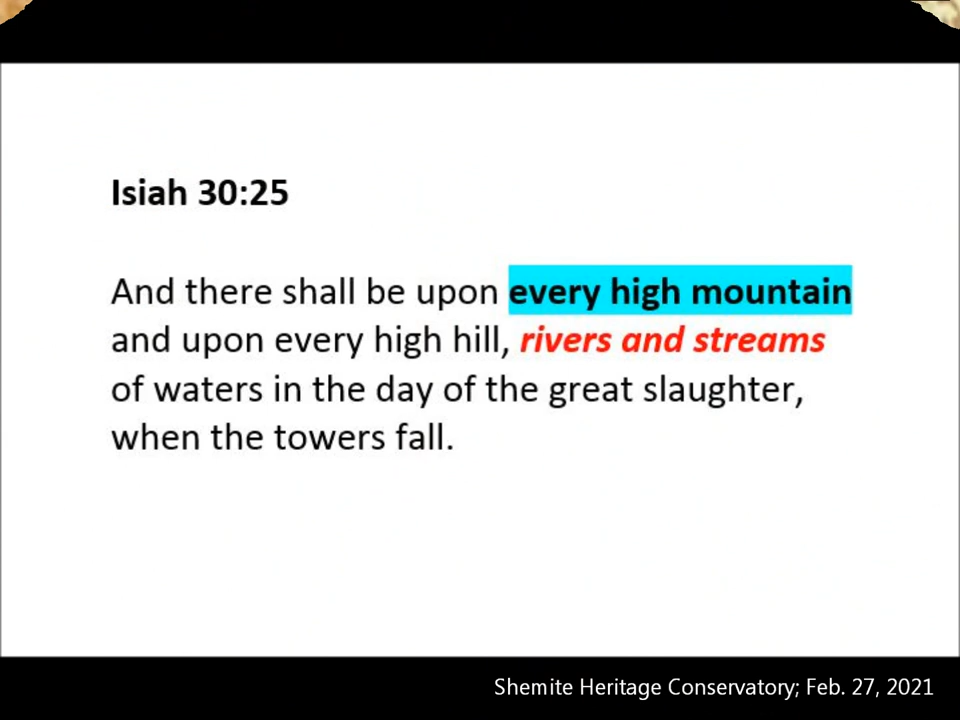 Isiah 30:25
And there shall be upon every high mountain
and upon every high hill, rivers and streams
of waters in the day of the great slaughter,
when the towers fall.
Shemite Heritage Conservatory; Feb. 27, 2021